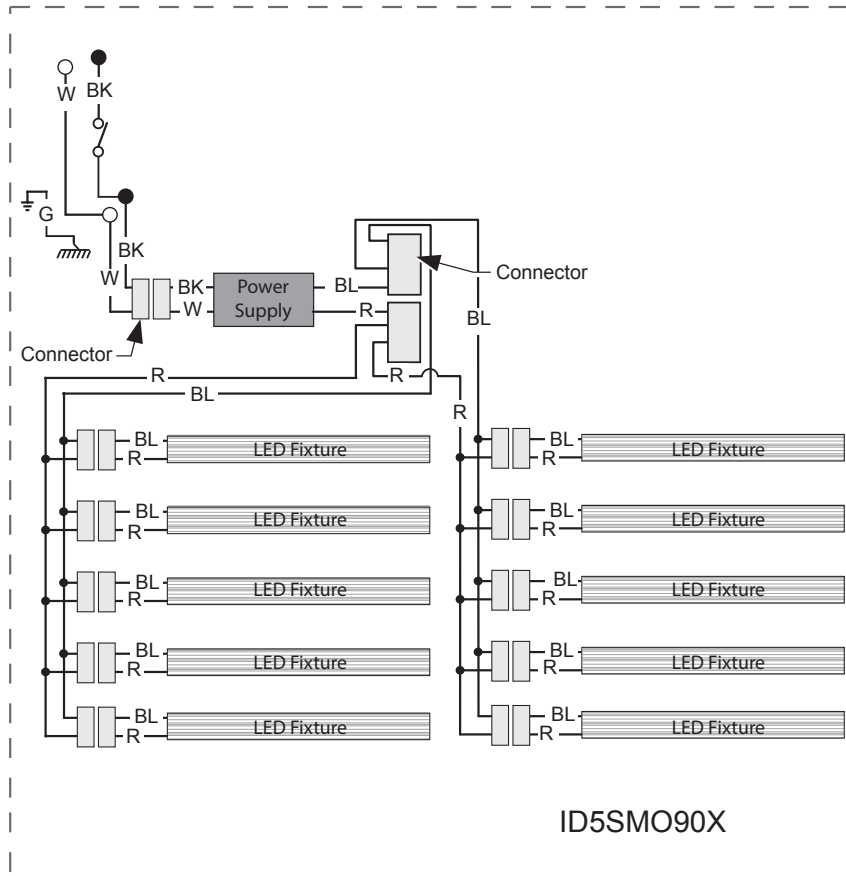 W
BK
G
BK
W
BK
W
Power
Supply
BL
R
Connector
Connector
BL
R
BL
R
R
BL
R
LED Fixture
BL
R
LED Fixture
BL
R
LED Fixture
BL
R
LED Fixture
BL
R
LED Fixture
BL
R
LED Fixture
BL
R
LED Fixture
BL
R
LED Fixture
BL
R
LED Fixture
BL
R
LED Fixture
ID5SMO90X